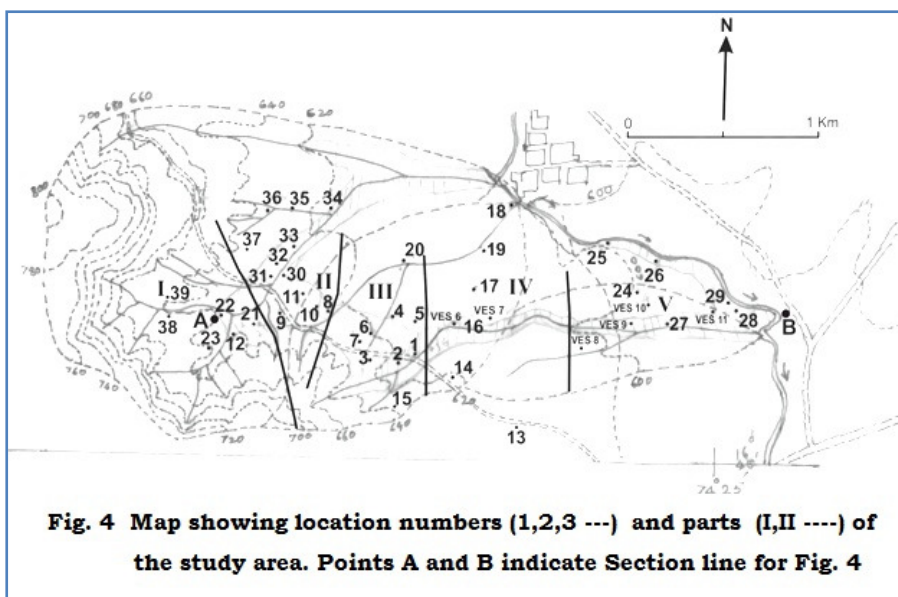 N
0 1 Km
700 680 660 640 620
800
780
760 740 720 700 660 640 620
600
600
36 35 34
37 33
32
31 30 II
11
I 39 22 10 8 III
38 A 21 9
23 12
20
4 5
6
7
3 2 1
15
18
19
17 IV
VES 6 VES 7
16
14
13
25
26
24
VES 10 V
VES 9 27
VES 8
29
VES 11 28 B
74° 25'
Fig. 4 Map showing location numbers (1,2,3 ---) and parts (I,II ----) of
the study area. Points A and B indicate Section line for Fig. 4